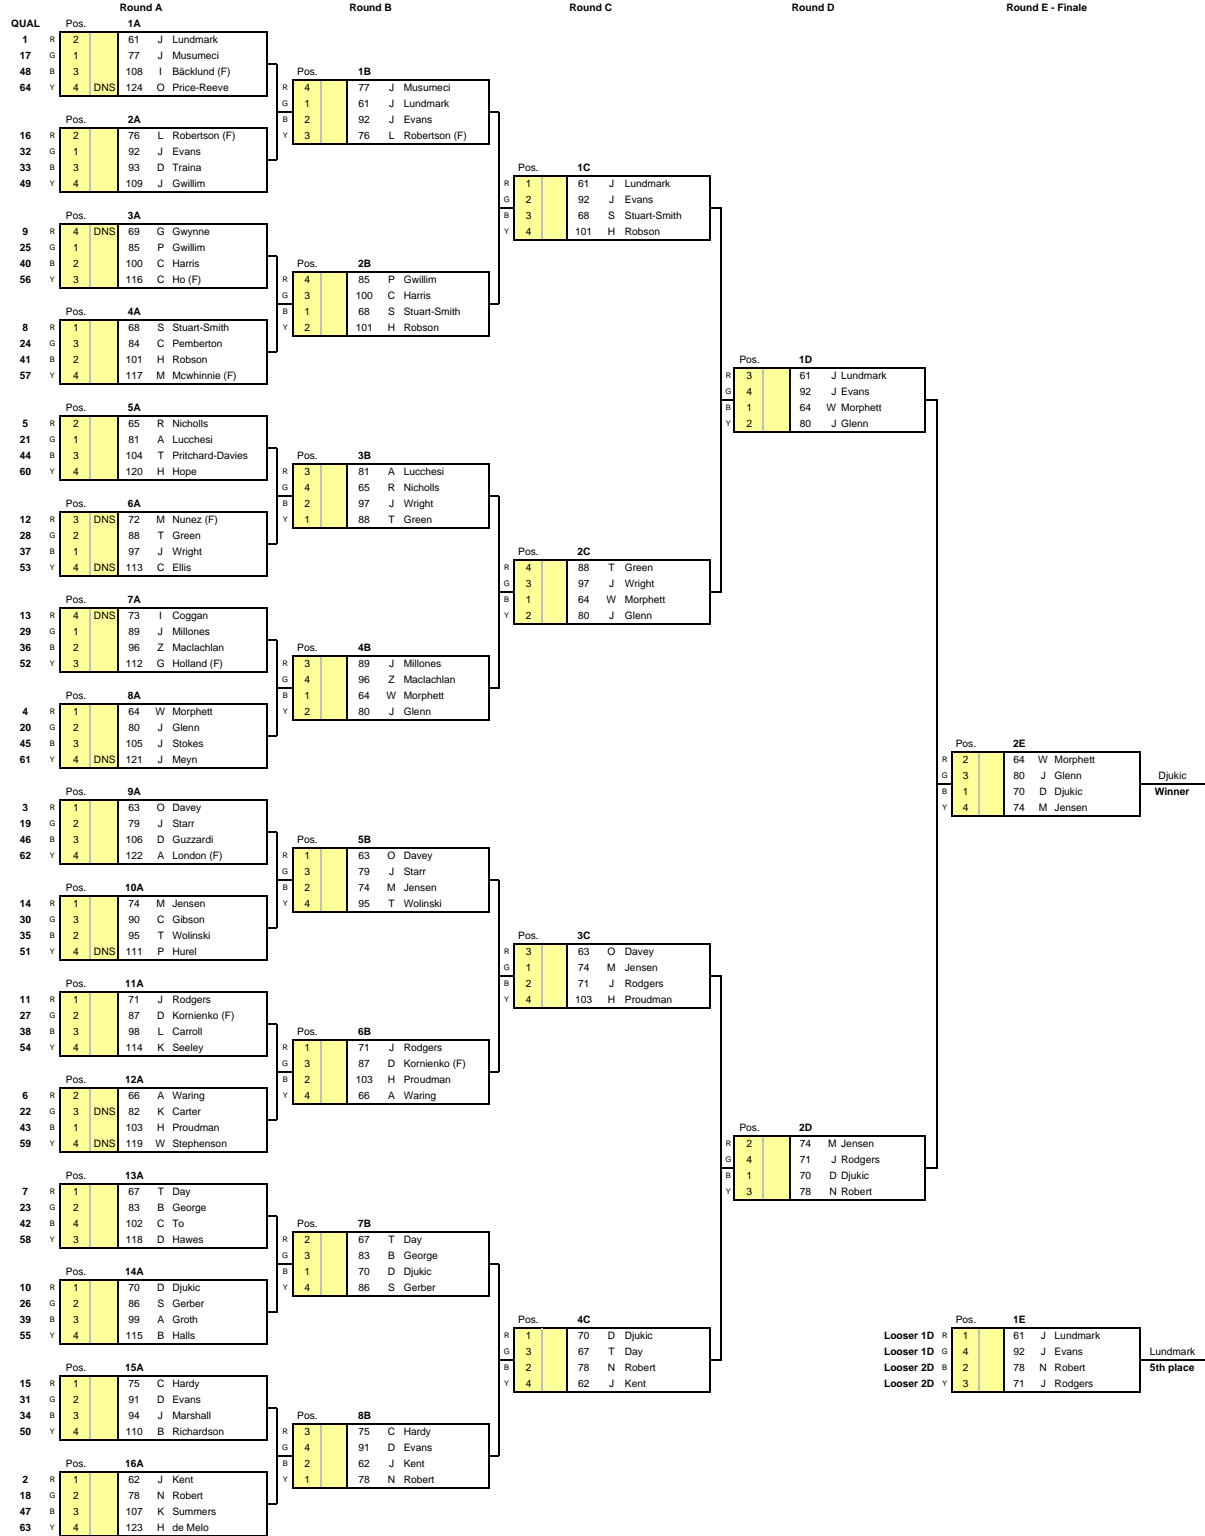 Round A Round B Round C Round D Round E - Finale
QUAL Pos. 1A
1 R 2 61 J Lundmark
17 G 1 77 J Musumeci
48 B 3 108 I Bäcklund (F)
64 Y 4 DNS 124 O Price-Reeve
Pos. 2A
16 R 2 76 L Robertson (F)
32 G 1 92 J Evans
33 B 3 93 D Traina
49 Y 4 109 J Gwillim
Pos. 3A
9 R 4 DNS 69 G Gwynne
25 G 1 85 P Gwillim
40 B 2 100 C Harris
56 Y 3 116 C Ho (F)
Pos. 4A
8 R 1 68 S Stuart-Smith
24 G 3 84 C Pemberton
41 B 2 101 H Robson
57 Y 4 117 M Mcwhinnie (F)
Pos. 5A
5 R 2 65 R Nicholls
21 G 1 81 A Lucchesi
44 B 3 104 T Pritchard-Davies
60 Y 4 120 H Hope
Pos. 6A
12 R 3 DNS 72 M Nunez (F)
28 G 2 88 T Green
37 B 1 97 J Wright
53 Y 4 DNS 113 C Ellis
Pos. 7A
13 R 4 DNS 73 I Coggan
29 G 1 89 J Millones
36 B 2 96 Z Maclachlan
52 Y 3 112 G Holland (F)
Pos. 8A
4 R 1 64 W Morphett
20 G 2 80 J Glenn
45 B 3 105 J Stokes
61 Y 4 DNS 121 J Meyn
Pos. 9A
3 R 1 63 O Davey
19 G 2 79 J Starr
46 B 3 106 D Guzzardi
62 Y 4 122 A London (F)
Pos. 10A
14 R 1 74 M Jensen
30 G 3 90 C Gibson
35 B 2 95 T Wolinski
51 Y 4 DNS 111 P Hurel
Pos. 11A
11 R 1 71 J Rodgers
27 G 2 87 D Kornienko (F)
38 B 3 98 L Carroll
54 Y 4 114 K Seeley
Pos. 12A
6 R 2 66 A Waring
22 G 3 DNS 82 K Carter
43 B 1 103 H Proudman
59 Y 4 DNS 119 W Stephenson
Pos. 13A
7 R 1 67 T Day
23 G 2 83 B George
42 B 4 102 C To
58 Y 3 118 D Hawes
Pos. 14A
10 R 1 70 D Djukic
26 G 2 86 S Gerber
39 B 3 99 A Groth
55 Y 4 115 B Halls
Pos. 15A
15 R 1 75 C Hardy
31 G 2 91 D Evans
34 B 3 94 J Marshall
50 Y 4 110 B Richardson
Pos. 16A
2 R 1 62 J Kent
18 G 2 78 N Robert
47 B 3 107 K Summers
63 Y 4 123 H de Melo
Pos. 1B
R 4 77 J Musumeci
G 1 61 J Lundmark
B 2 92 J Evans
Y 3 76 L Robertson (F)
Pos. 2B
R 4 85 P Gwillim
G 3 100 C Harris
B 1 68 S Stuart-Smith
Y 2 101 H Robson
Pos. 3B
R 3 81 A Lucchesi
G 4 65 R Nicholls
B 2 97 J Wright
Y 1 88 T Green
Pos. 4B
R 3 89 J Millones
G 4 96 Z Maclachlan
B 1 64 W Morphett
Y 2 80 J Glenn
Pos. 5B
R 1 63 O Davey
G 3 79 J Starr
B 2 74 M Jensen
Y 4 95 T Wolinski
Pos. 6B
R 1 71 J Rodgers
G 3 87 D Kornienko (F)
B 2 103 H Proudman
Y 4 66 A Waring
Pos. 7B
R 2 67 T Day
G 3 83 B George
B 1 70 D Djukic
Y 4 86 S Gerber
Pos. 8B
R 3 75 C Hardy
G 4 91 D Evans
B 2 62 J Kent
Y 1 78 N Robert
Pos. 1C
R 1 61 J Lundmark
G 2 92 J Evans
B 3 68 S Stuart-Smith
Y 4 101 H Robson
Pos. 2C
R 4 88 T Green
G 3 97 J Wright
B 1 64 W Morphett
Y 2 80 J Glenn
Pos. 3C
R 3 63 O Davey
G 1 74 M Jensen
B 2 71 J Rodgers
Y 4 103 H Proudman
Pos. 4C
R 1 70 D Djukic
G 3 67 T Day
B 2 78 N Robert
Y 4 62 J Kent
Pos. 1D
R 3 61 J Lundmark
G 4 92 J Evans
B 1 64 W Morphett
Y 2 80 J Glenn
Pos. 2D
R 2 74 M Jensen
G 4 71 J Rodgers
B 1 70 D Djukic
Y 3 78 N Robert
Pos. 2E
R 2 64 W Morphett
G 3 80 J Glenn Djukic
B 1 70 D Djukic Winner
Y 4 74 M Jensen
Pos. 1E
Looser 1D R 1 61 J Lundmark
Looser 1D G 4 92 J Evans Lundmark
Looser 2D B 2 78 N Robert 5th place
Looser 2D Y 3 71 J Rodgers